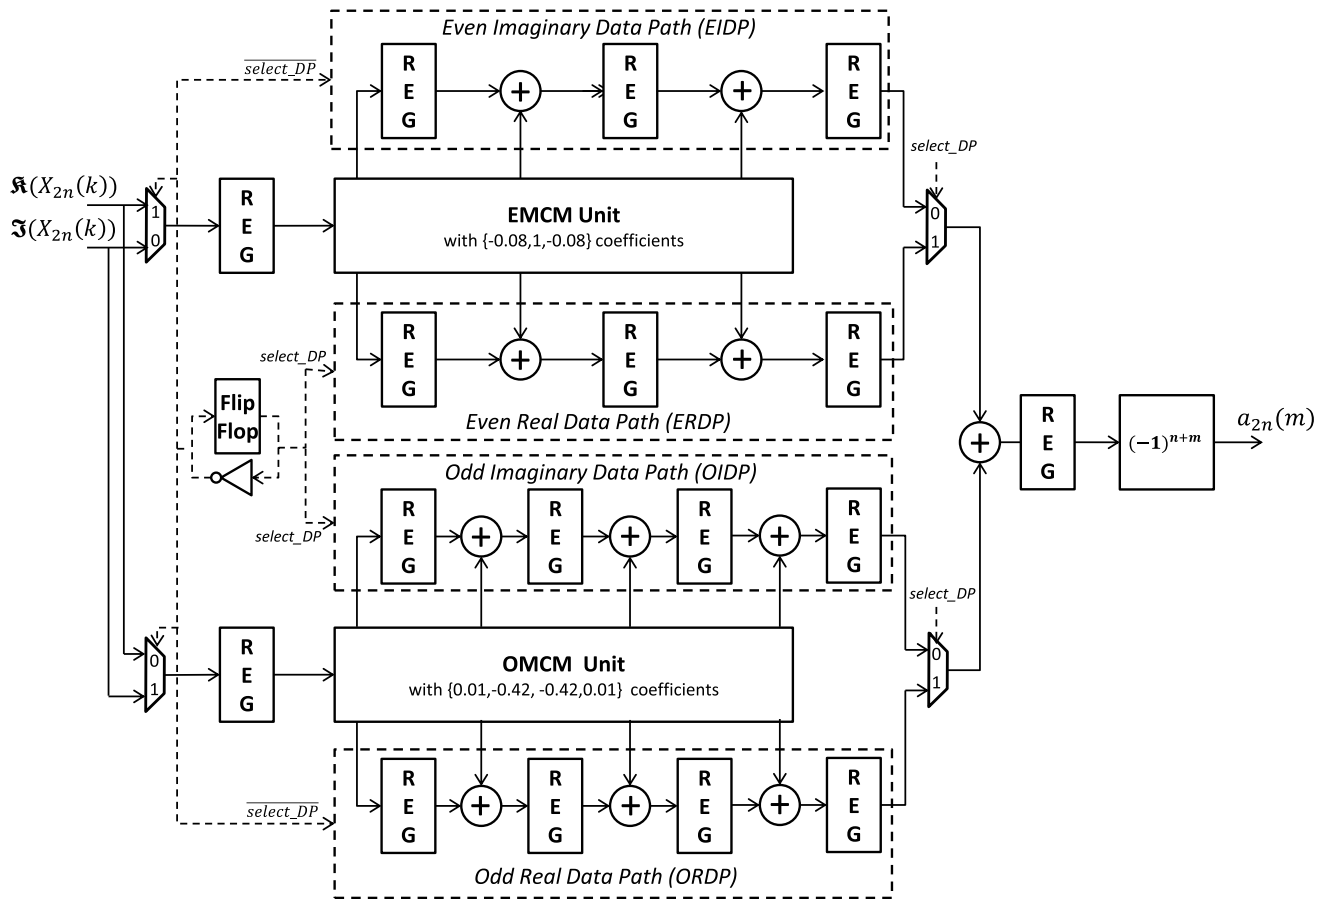 Even Imaginary Data Path (EIDP)
R E G
R E G
R E G
+
+
select_DP
select_DP
𝕽(X₂ₙ(k))
𝕴(X₂ₙ(k))
1
0
R E G
EMCM Unit
with {-0.08,1,-0.08} coefficients
0
1
R E G
R E G
R E G
+
+
select_DP
Even Real Data Path (ERDP)
Flip
Flop
+
R E G
(−1)ⁿ⁺ᵐ
a₂ₙ(m)
Odd Imaginary Data Path (OIDP)
R E G
R E G
R E G
R E G
+
+
+
select_DP
select_DP
0
1
R E G
OMCM Unit
with {0.01,-0.42, -0.42,0.01} coefficients
0
1
R E G
R E G
R E G
R E G
+
+
+
select_DP
Odd Real Data Path (ORDP)